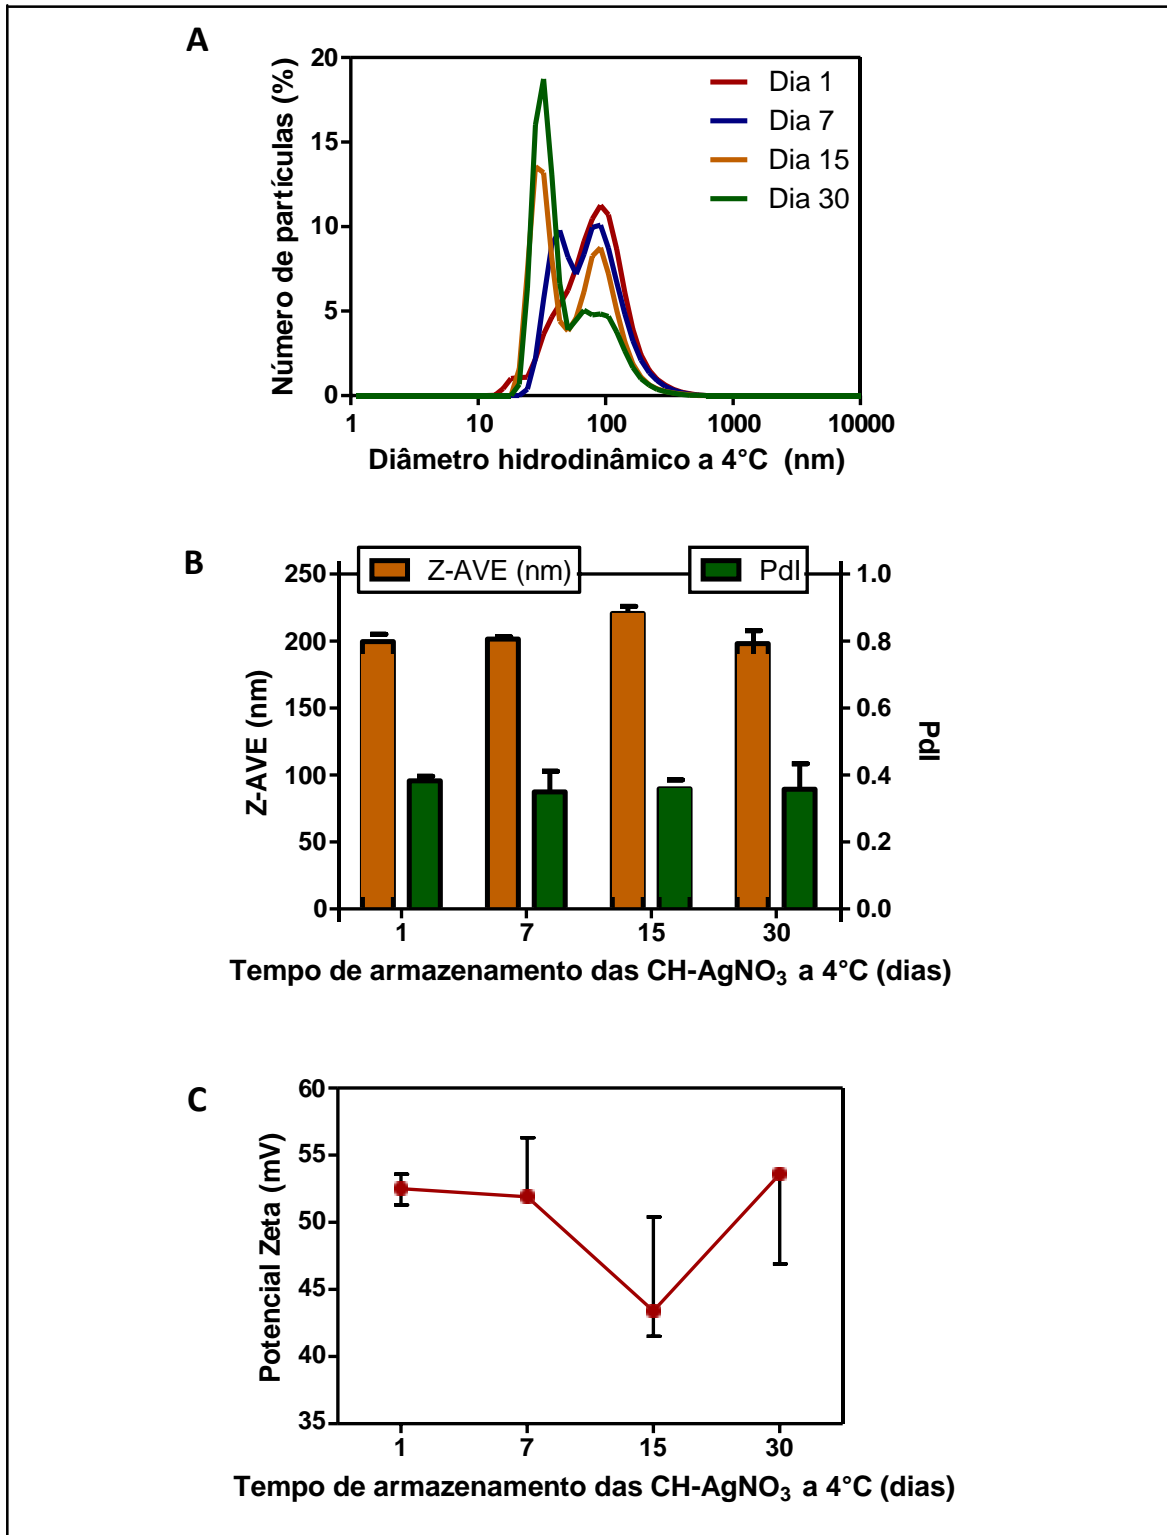 A
20
15
10
5
0
Número de partículas (%)
Dia 1
Dia 7
Dia 15
Dia 30
1 10 100 1000 10000
Diâmetro hidrodinâmico a 4°C (nm)
B
Z-AVE (nm)
PdI
250
200
150
100
50
0
Z-AVE (nm)
1.0
0.8
0.6
0.4
0.2
0.0
PdI
1 7 15 30
Tempo de armazenamento das CH-AgNO₃ a 4°C (dias)
C
60
55
50
45
40
35
Potencial Zeta (mV)
1 7 15 30
Tempo de armazenamento das CH-AgNO₃ a 4°C (dias)